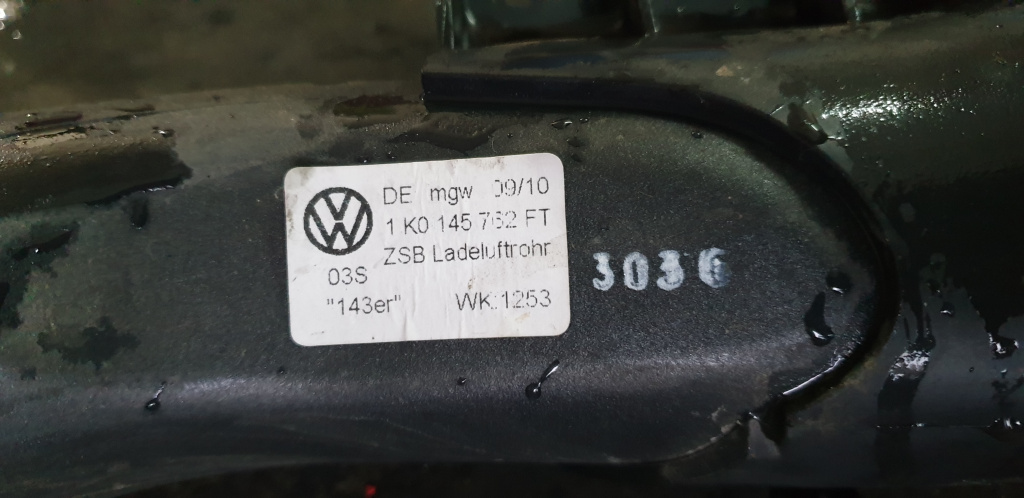 DE mgw 09/10
1 K0 145 762 FT
ZSB Ladeluftrohr
03S
"143er" WK:1253
3036